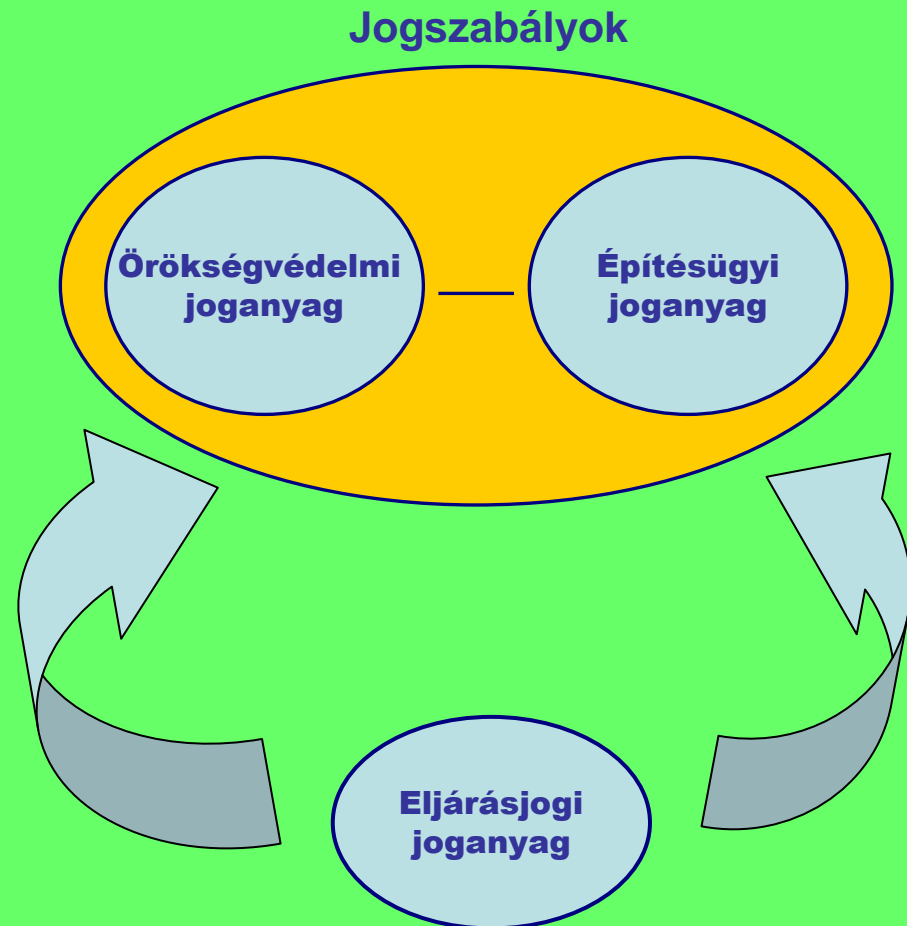 Jogszabályok
Örökségvédelmi
joganyag
Építésügyi
joganyag
Eljárásjogi
joganyag